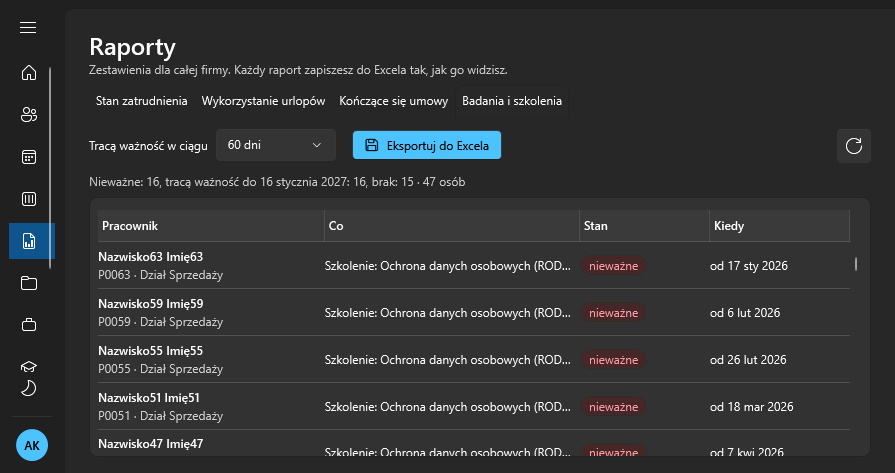 Raporty
Zestawienia dla całej firmy. Każdy raport zapiszesz do Excela tak, jak go widzisz.
Stan zatrudnienia Wykorzystanie urlopów Kończące się umowy Badania i szkolenia
Tracą ważność w ciągu 60 dni Eksportuj do Excela
Nieważne: 16, tracą ważność do 16 stycznia 2027: 16, brak: 15 · 47 osób
Pracownik Co Stan Kiedy
Nazwisko63 Imię63
P0063 · Dział Sprzedaży Szkolenie: Ochrona danych osobowych (ROD... nieważne od 17 sty 2026
Nazwisko59 Imię59
P0059 · Dział Sprzedaży Szkolenie: Ochrona danych osobowych (ROD... nieważne od 6 lut 2026
Nazwisko55 Imię55
P0055 · Dział Sprzedaży Szkolenie: Ochrona danych osobowych (ROD... nieważne od 26 lut 2026
Nazwisko51 Imię51
P0051 · Dział Sprzedaży Szkolenie: Ochrona danych osobowych (ROD... nieważne od 18 mar 2026
Nazwisko47 Imię47
Szkolenie: Ochrona danych osobowych (ROD... nieważne od 7 kwi 2026
AK